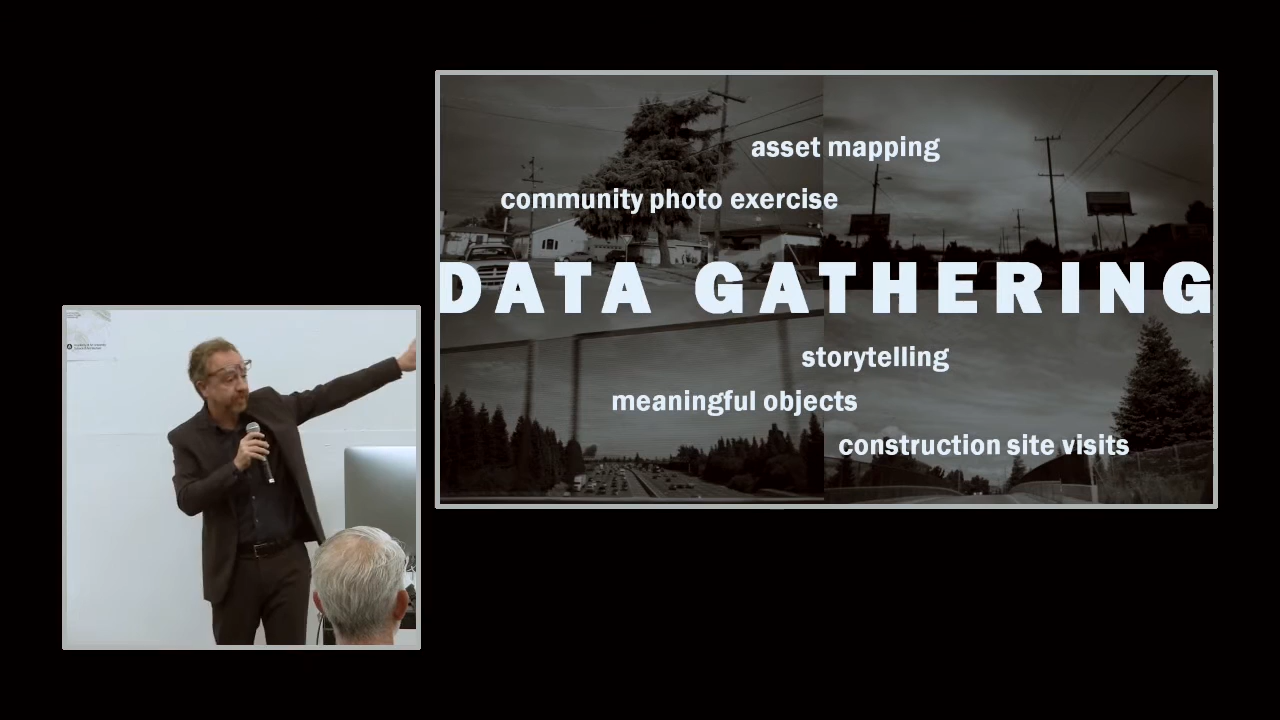 asset mapping
community photo exercise
DATA GATHERING
storytelling
meaningful objects
construction site visits